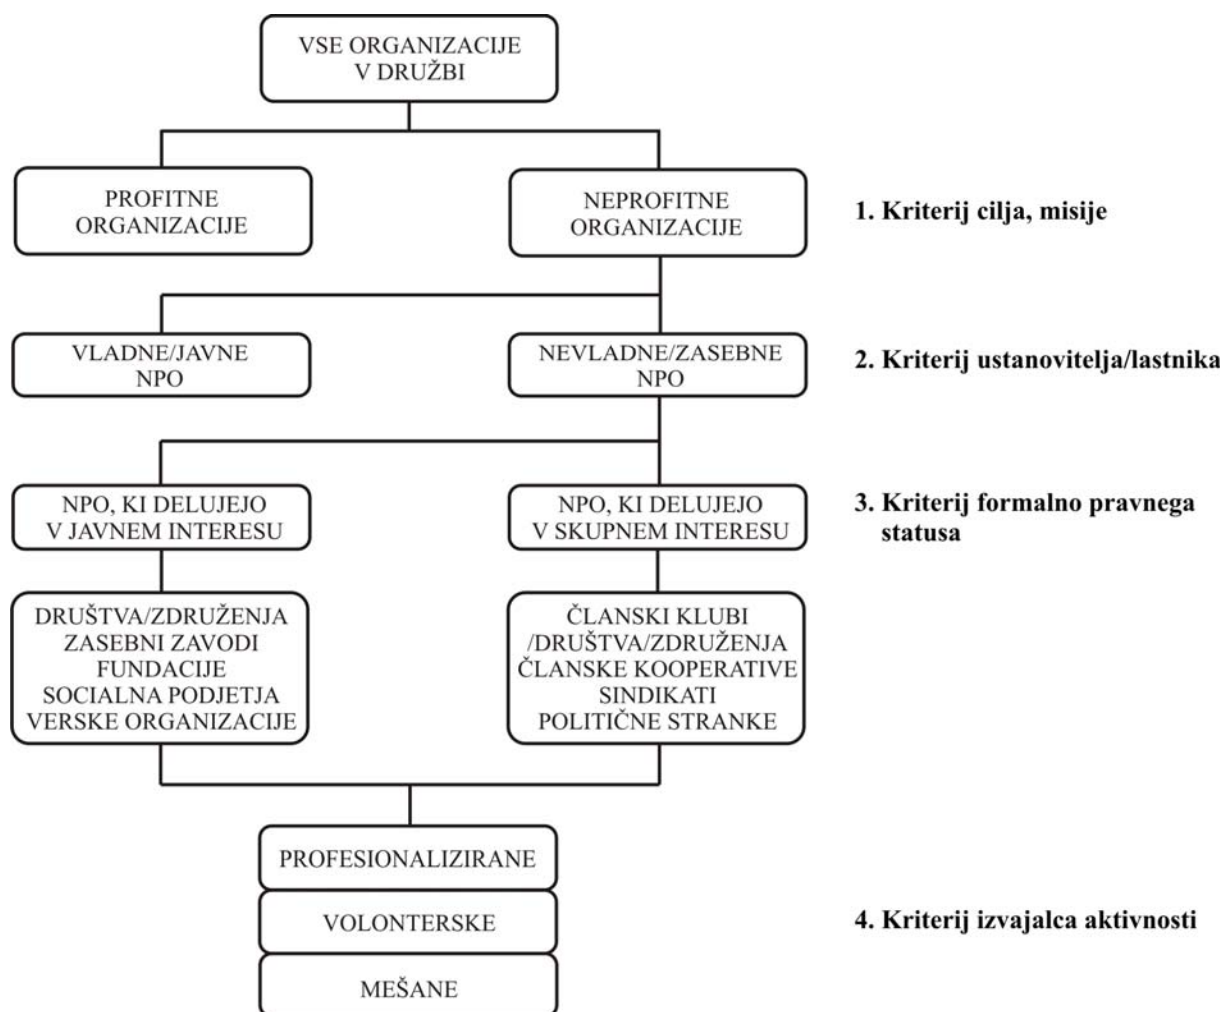 VSE ORGANIZACIJE
V DRUŽBI
PROFITNE
ORGANIZACIJE
NEPROFITNE
ORGANIZACIJE
1. Kriterij cilja, misije
VLADNE/JAVNE
NPO
NEVLADNE/ZASEBNE
NPO
2. Kriterij ustanovitelja/lastnika
NPO, KI DELUJEJO
V JAVNEM INTERESU
NPO, KI DELUJEJO
V SKUPNEM INTERESU
3. Kriterij formalno pravnega
statusa
DRUŠTVA/ZDRUŽENJA
ZASEBNI ZAVODI
FUNDACIJE
SOCIALNA PODJETJA
VERSKE ORGANIZACIJE
ČLANSKI KLUBI
/DRUŠTVA/ZDRUŽENJA
ČLANSKE KOOPERATIVE
SINDIKATI
POLITIČNE STRANKE
PROFESIONALIZIRANE
VOLONTERSKE
MEŠANE
4. Kriterij izvajalca aktivnosti